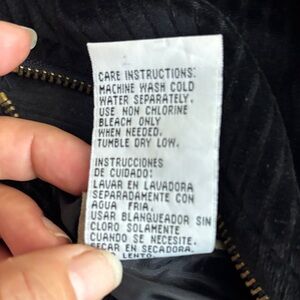 CARE INSTRUCTIONS:
MACHINE WASH COLD
WATER SEPARATELY.
USE NON CHLORINE
BLEACH ONLY
WHEN NEEDED.
TUMBLE DRY LOW.
INSTRUCCIONES
DE CUIDADO:
LAVAR EN LAVADORA
SEPARADAMENTE CON
AGUA FRIA.
USAR BLANQUEADOR SIN
CLORO SOLAMENTE
CUANDO SE NECESITE.
SECAR EN SECADORA.
LENTO.